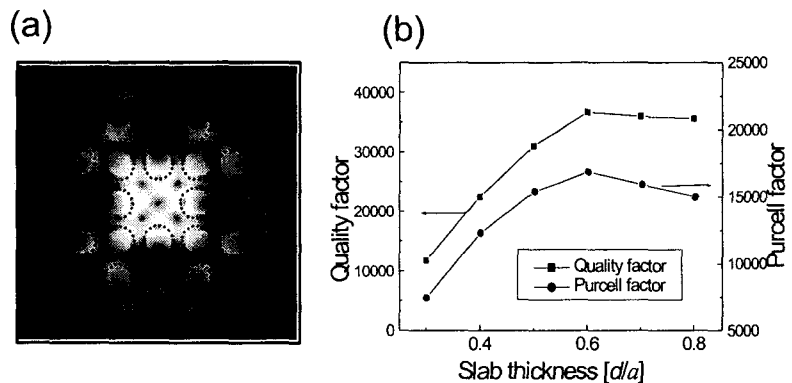 (a)
(b)
Quality factor
40000
30000
20000
10000
0
25000
20000
15000
10000
5000
Purcell factor
Quality factor
Purcell factor
0.4
0.6
0.8
Slab thickness [d/a]